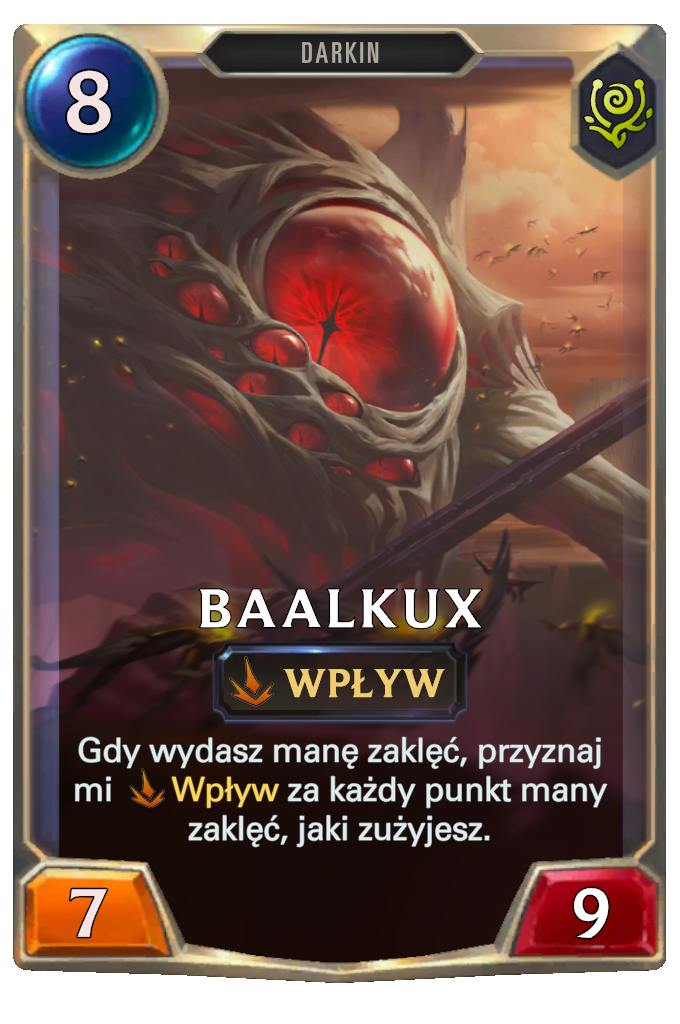 DARKIN
8
BAALKUX
WPŁYW
Gdy wydasz manę zaklęć, przyznaj
mi Wpływ za każdy punkt many
zaklęć, jaki zużyjesz.
7
9